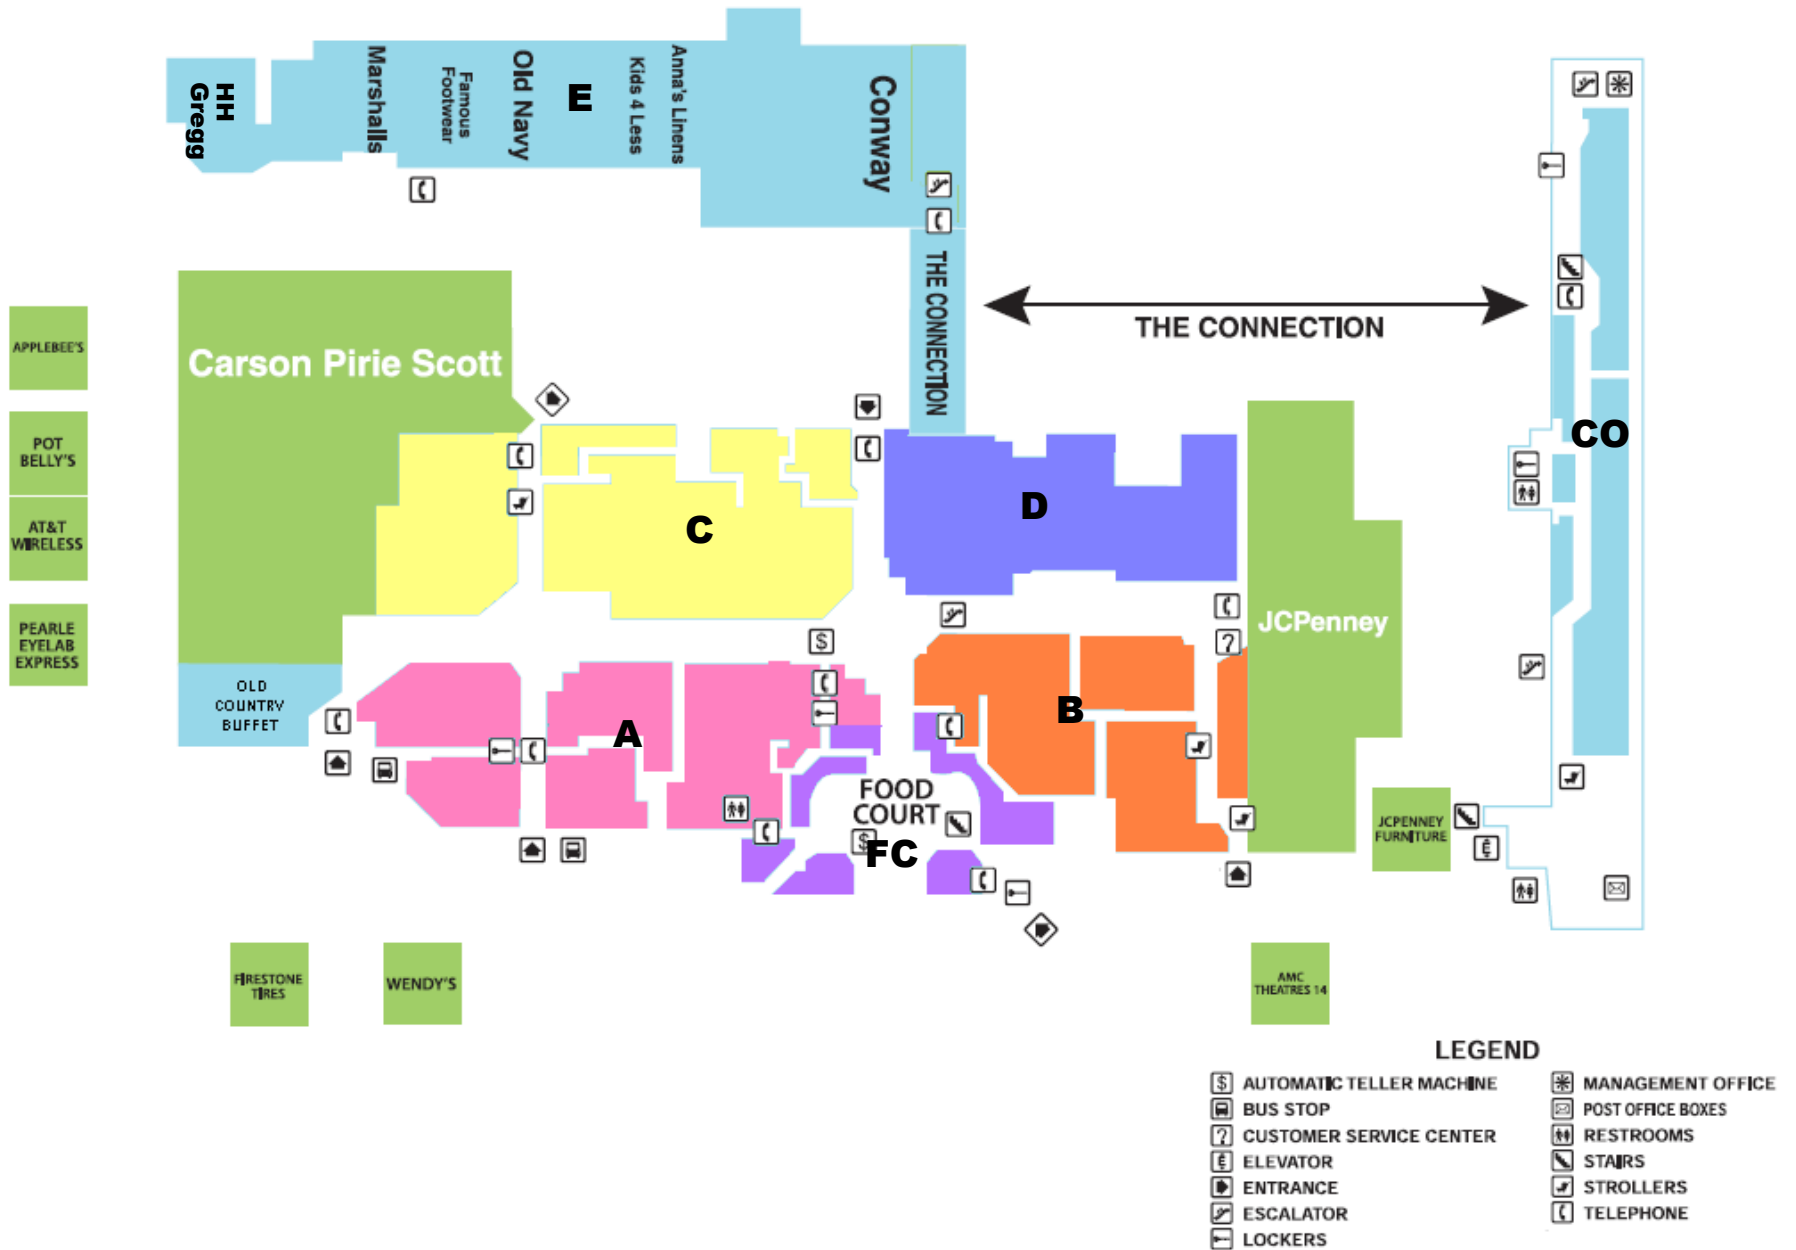 HH
Gregg
Marshalls
Famous
Footwear
Old Navy
E
Kids 4 Less
Anna's Linens
Conway
THE CONNECTION
THE CONNECTION
Carson Pirie Scott
APPLEBEE'S
POT
BELLY'S
AT&T
WIRELESS
PEARLE
EYELAB
EXPRESS
OLD
COUNTRY
BUFFET
C
D
CO
JCPenney
A
B
FOOD
COURT
FC
JCPENNEY
FURNITURE
FIRESTONE
TIRES
WENDY'S
AMC
THEATRES 14
LEGEND
$ AUTOMATIC TELLER MACHINE
BUS STOP
? CUSTOMER SERVICE CENTER
E ELEVATOR
ENTRANCE
ESCALATOR
LOCKERS
MANAGEMENT OFFICE
POST OFFICE BOXES
RESTROOMS
STAIRS
STROLLERS
TELEPHONE